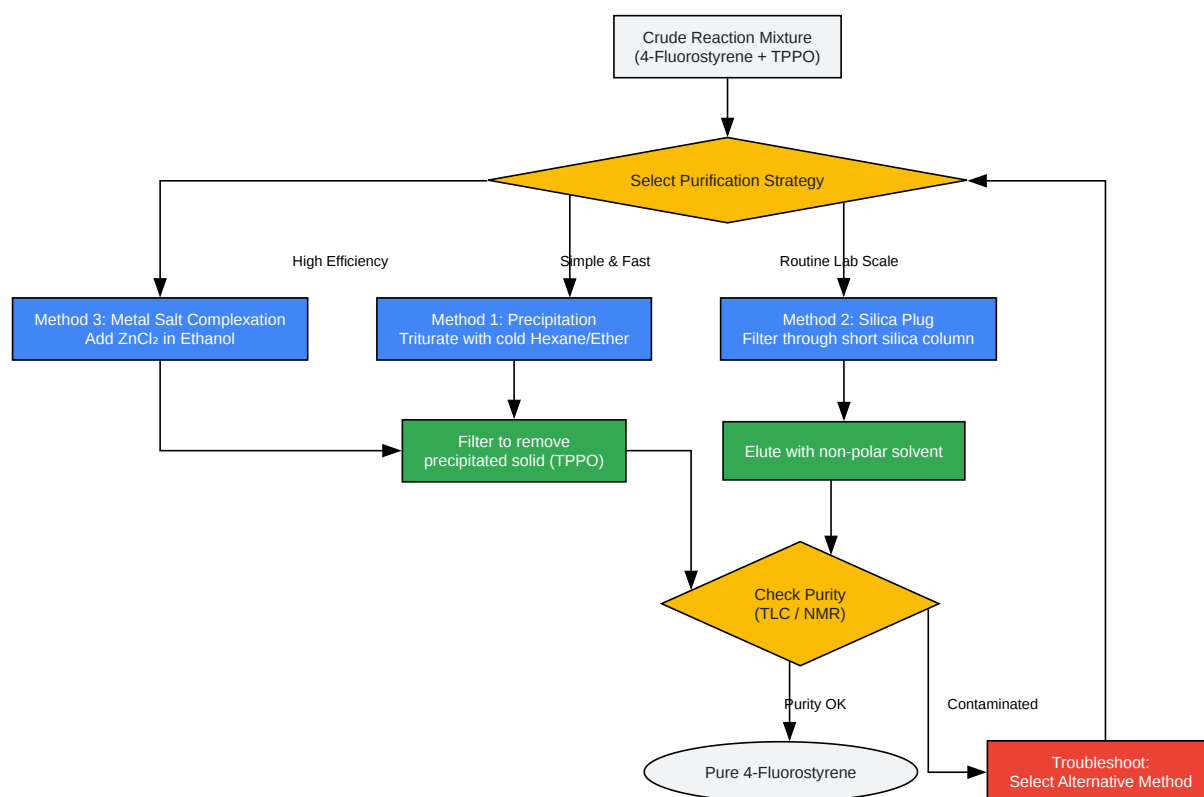 Crude Reaction Mixture
(4-Fluorostyrene + TPPO)
Select Purification Strategy
High Efficiency
Simple & Fast
Routine Lab Scale
Method 3: Metal Salt Complexation
Add ZnCl₂ in Ethanol
Method 1: Precipitation
Triturate with cold Hexane/Ether
Method 2: Silica Plug
Filter through short silica column
Filter to remove
precipitated solid (TPPO)
Elute with non-polar solvent
Check Purity
(TLC / NMR)
Purity OK
Contaminated
Pure 4-Fluorostyrene
Troubleshoot:
Select Alternative Method